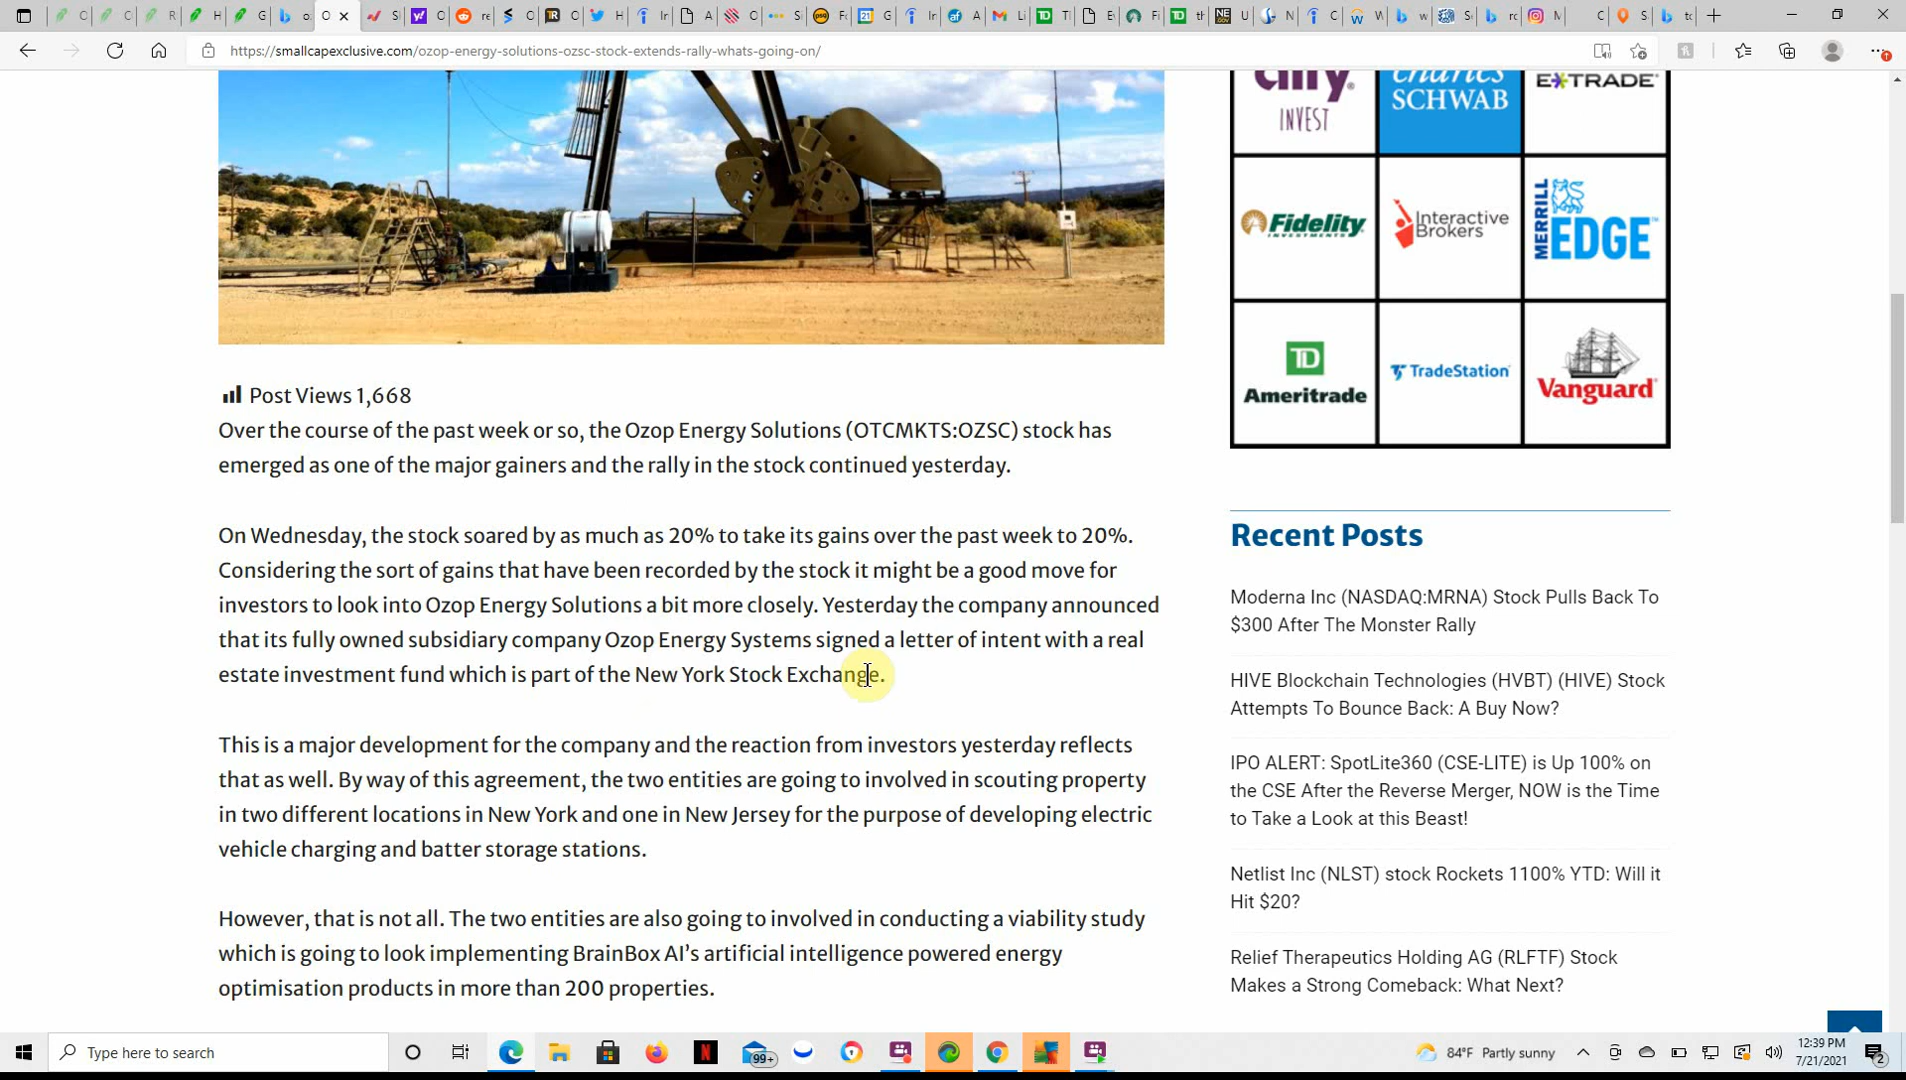 https://smallcapexclusive.com/ozop-energy-solutions-ozsc-stock-extends-rally-whats-going-on/
ally
INVEST
charles
SCHWAB
E*TRADE
Fidelity
INVESTMENTS
Interactive
Brokers
MERRILL
EDGE
TD
Ameritrade
TradeStation
Vanguard
Post Views 1,668
Over the course of the past week or so, the Ozop Energy Solutions (OTCMKTS:OZSC) stock has
emerged as one of the major gainers and the rally in the stock continued yesterday.
On Wednesday, the stock soared by as much as 20% to take its gains over the past week to 20%.
Considering the sort of gains that have been recorded by the stock it might be a good move for
investors to look into Ozop Energy Solutions a bit more closely. Yesterday the company announced
that its fully owned subsidiary company Ozop Energy Systems signed a letter of intent with a real
estate investment fund which is part of the New York Stock Exchange.
This is a major development for the company and the reaction from investors yesterday reflects
that as well. By way of this agreement, the two entities are going to involved in scouting property
in two different locations in New York and one in New Jersey for the purpose of developing electric
vehicle charging and batter storage stations.
However, that is not all. The two entities are also going to involved in conducting a viability study
which is going to look implementing BrainBox AI's artificial intelligence powered energy
optimisation products in more than 200 properties.
Recent Posts
Moderna Inc (NASDAQ:MRNA) Stock Pulls Back To
$300 After The Monster Rally
HIVE Blockchain Technologies (HVBT) (HIVE) Stock
Attempts To Bounce Back: A Buy Now?
IPO ALERT: SpotLite360 (CSE-LITE) is Up 100% on
the CSE After the Reverse Merger, NOW is the Time
to Take a Look at this Beast!
Netlist Inc (NLST) stock Rockets 1100% YTD: Will it
Hit $20?
Relief Therapeutics Holding AG (RLFTF) Stock
Makes a Strong Comeback: What Next?
Type here to search
99+
84°F Partly sunny
12:39 PM
7/21/2021
2